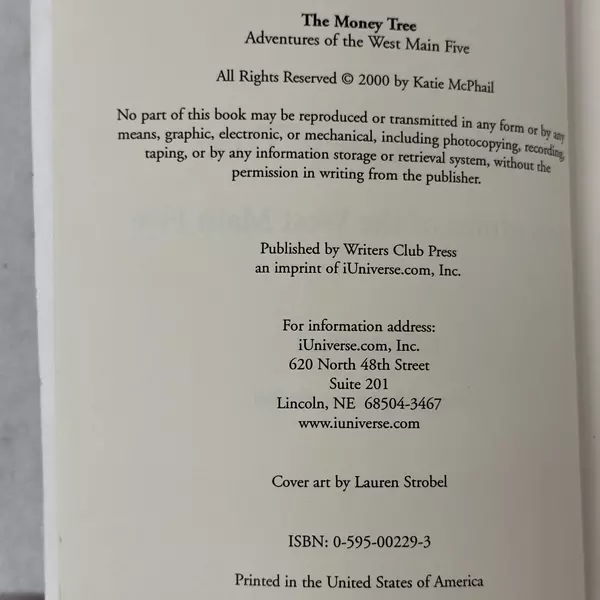 The Money Tree
Adventures of the West Main Five
All Rights Reserved © 2000 by Katie McPhail
No part of this book may be reproduced or transmitted in any form or by any
means, graphic, electronic, or mechanical, including photocopying, recording,
taping, or by any information storage or retrieval system, without the
permission in writing from the publisher.
Published by Writers Club Press
an imprint of iUniverse.com, Inc.
For information address:
iUniverse.com, Inc.
620 North 48th Street
Suite 201
Lincoln, NE 68504-3467
www.iuniverse.com
Cover art by Lauren Strobel
ISBN: 0-595-00229-3
Printed in the United States of America